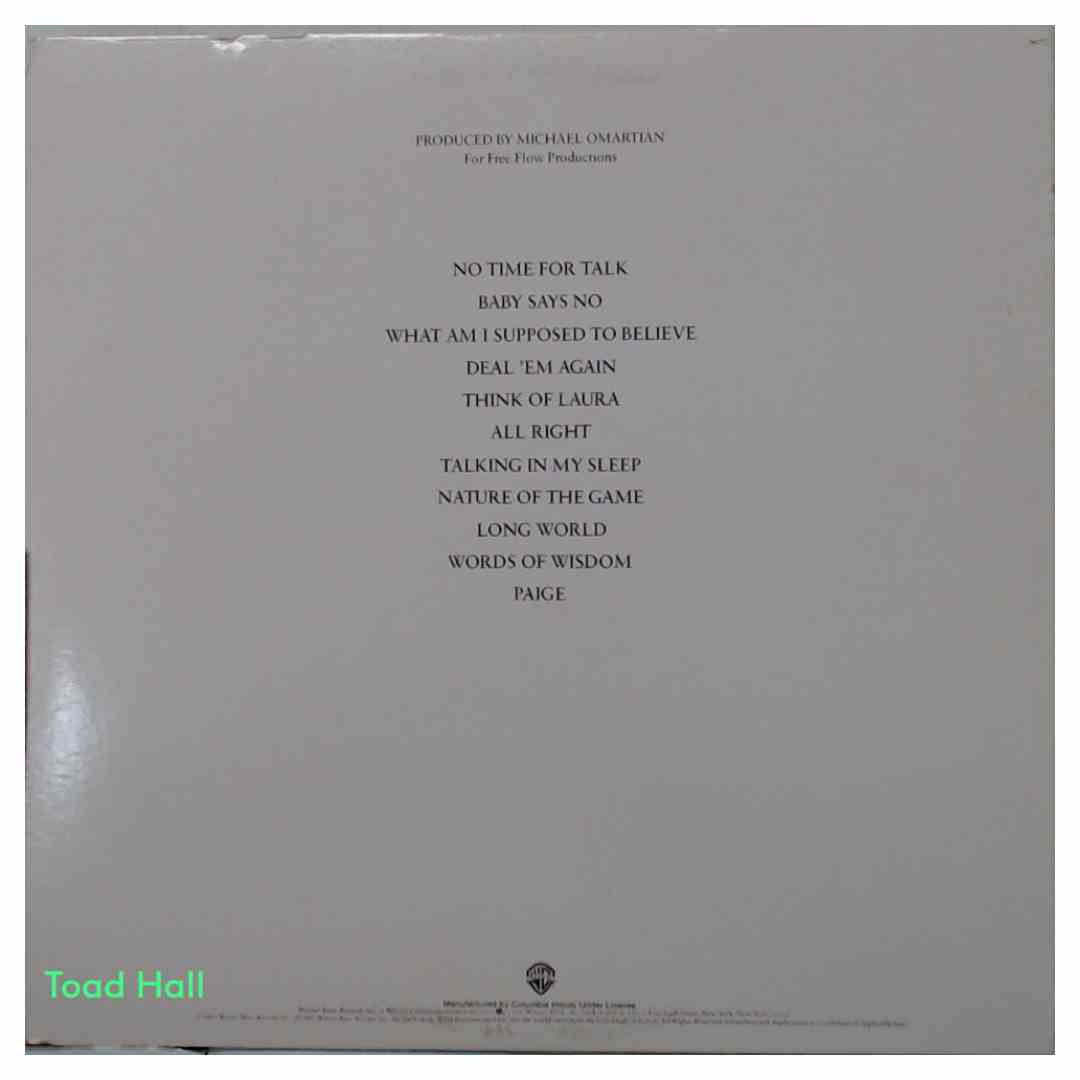 PRODUCED BY MICHAEL OMARTIAN
For Free Flow Productions
NO TIME FOR TALK
BABY SAYS NO
WHAT AM I SUPPOSED TO BELIEVE
DEAL 'EM AGAIN
THINK OF LAURA
ALL RIGHT
TALKING IN MY SLEEP
NATURE OF THE GAME
LONG WORLD
WORDS OF WISDOM
PAIGE
Toad Hall
Manufactured by Columbia House Under License